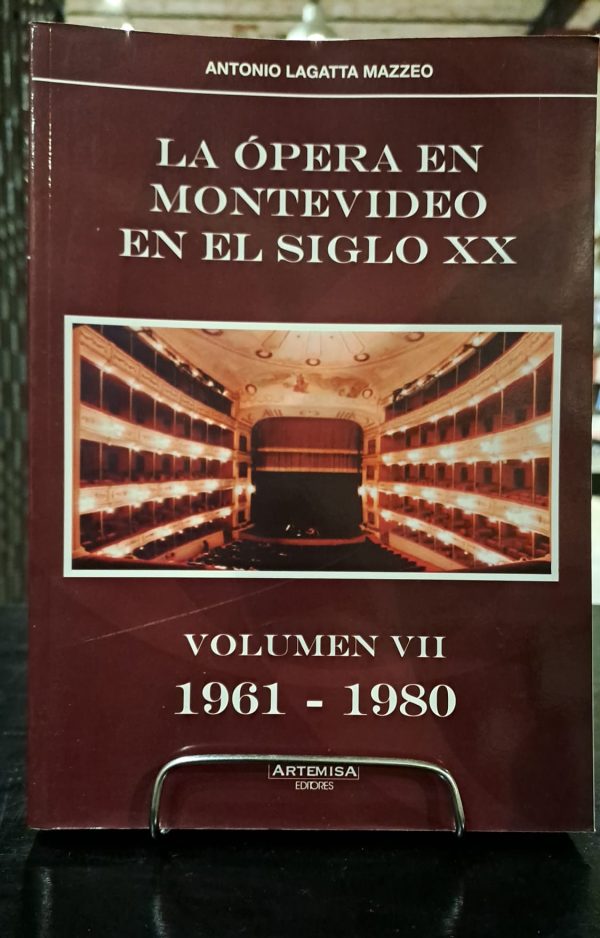 ANTONIO LAGATTA MAZZEO
LA ÓPERA EN
MONTEVIDEO
EN EL SIGLO XX
VOLUMEN VII
1961 - 1980
ARTEMISA
EDITORES